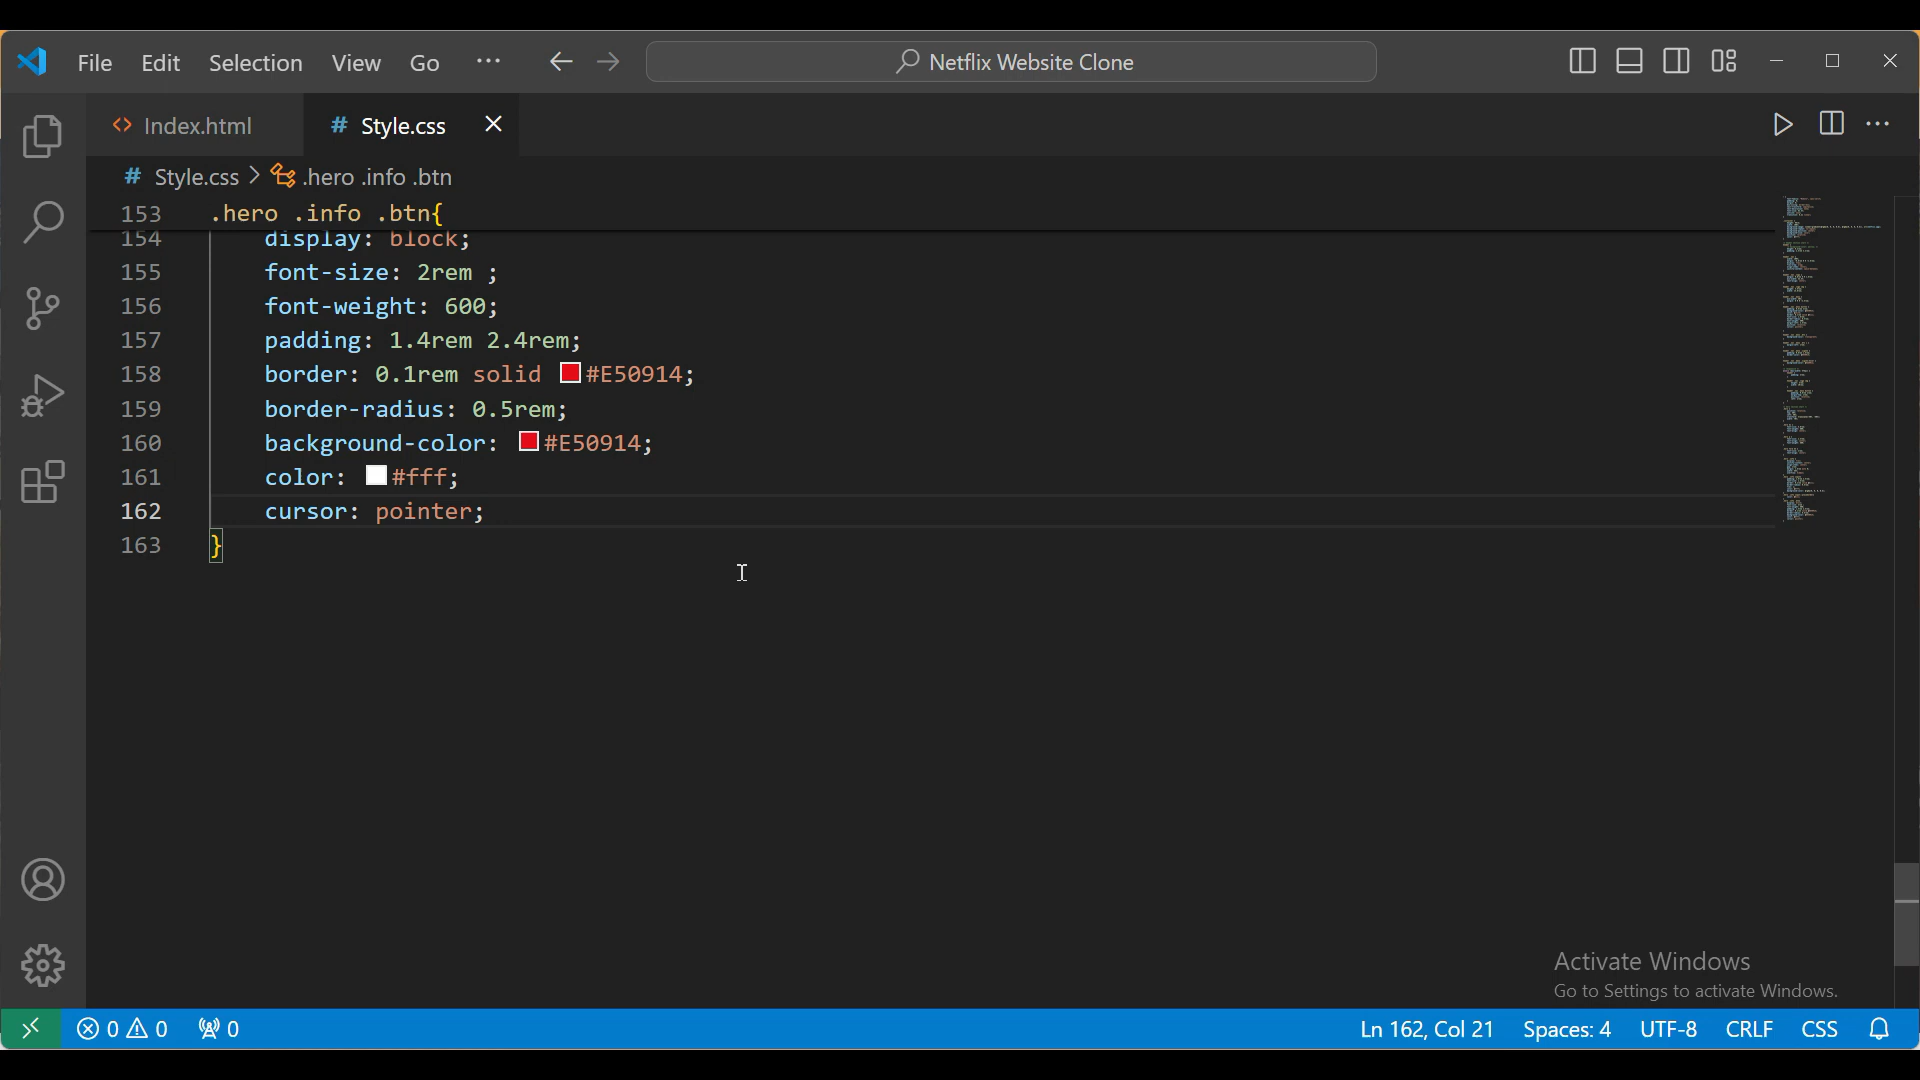 File Edit Selection View Go ··· Netflix Website Clone
<> Index.html # Style.css
# Style.css > .hero .info .btn
153 .hero .info .btn{
154 display: block;
155 font-size: 2rem ;
156 font-weight: 600;
157 padding: 1.4rem 2.4rem;
158 border: 0.1rem solid #E50914;
159 border-radius: 0.5rem;
160 background-color: #E50914;
161 color: #fff;
162 cursor: pointer;
163 }
Activate Windows
Go to Settings to activate Windows.
0 0 0 Ln 162, Col 21 Spaces: 4 UTF-8 CRLF CSS